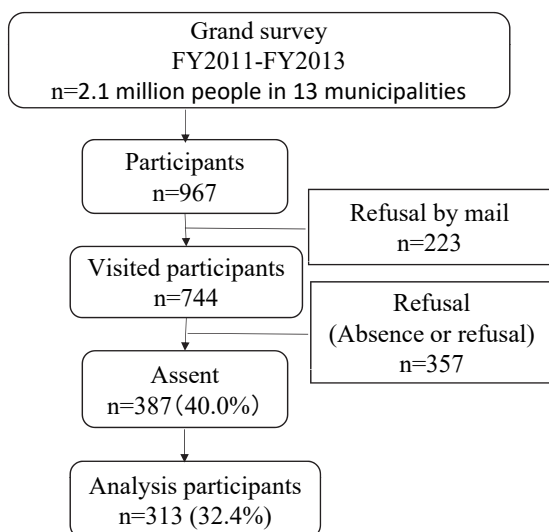 Grand survey
FY2011-FY2013
n=2.1 million people in 13 municipalities
Participants
n=967
Refusal by mail
n=223
Visited participants
n=744
Refusal
(Absence or refusal)
n=357
Assent
n=387(40.0%)
Analysis participants
n=313 (32.4%)